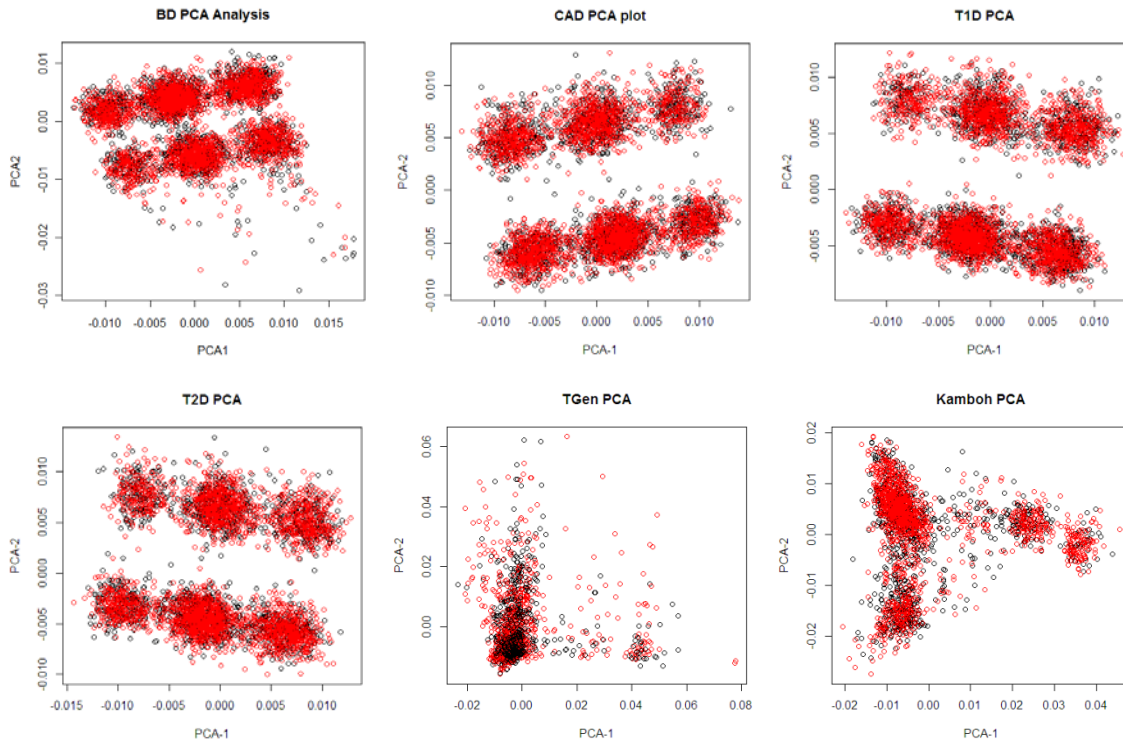 BD PCA Analysis
PCA2
0.01
0.00
-0.01
-0.02
-0.03
-0.010 -0.005 0.000 0.005 0.010 0.015
PCA1
CAD PCA plot
PCA-2
0.010
0.005
0.000
-0.005
-0.010
-0.010 -0.005 0.000 0.005 0.010
PCA-1
T1D PCA
PCA-2
0.010
0.005
0.000
-0.005
-0.010 -0.005 0.000 0.005 0.010
PCA-1
T2D PCA
PCA-2
0.010
0.005
0.000
-0.005
-0.010
-0.015 -0.010 -0.005 0.000 0.005 0.010
PCA-1
TGen PCA
PCA-2
0.06
0.04
0.02
0.00
-0.02 0.00 0.02 0.04 0.06 0.08
PCA-1
Kamboh PCA
PCA-2
0.02
0.01
0.00
-0.01
-0.02
-0.02 -0.01 0.00 0.01 0.02 0.03 0.04
PCA-1